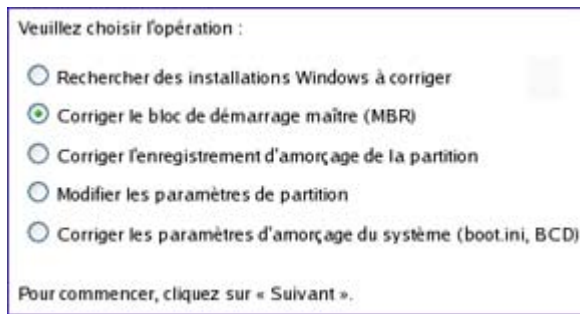 Veuillez choisir l'opération :
Rechercher des installations Windows à corriger
Corriger le bloc de démarrage maître (MBR)
Corriger l'enregistrement d'amorçage de la partition
Modifier les paramètres de partition
Corriger les paramètres d'amorçage du système (boot.ini, BCD)
Pour commencer, cliquez sur « Suivant ».